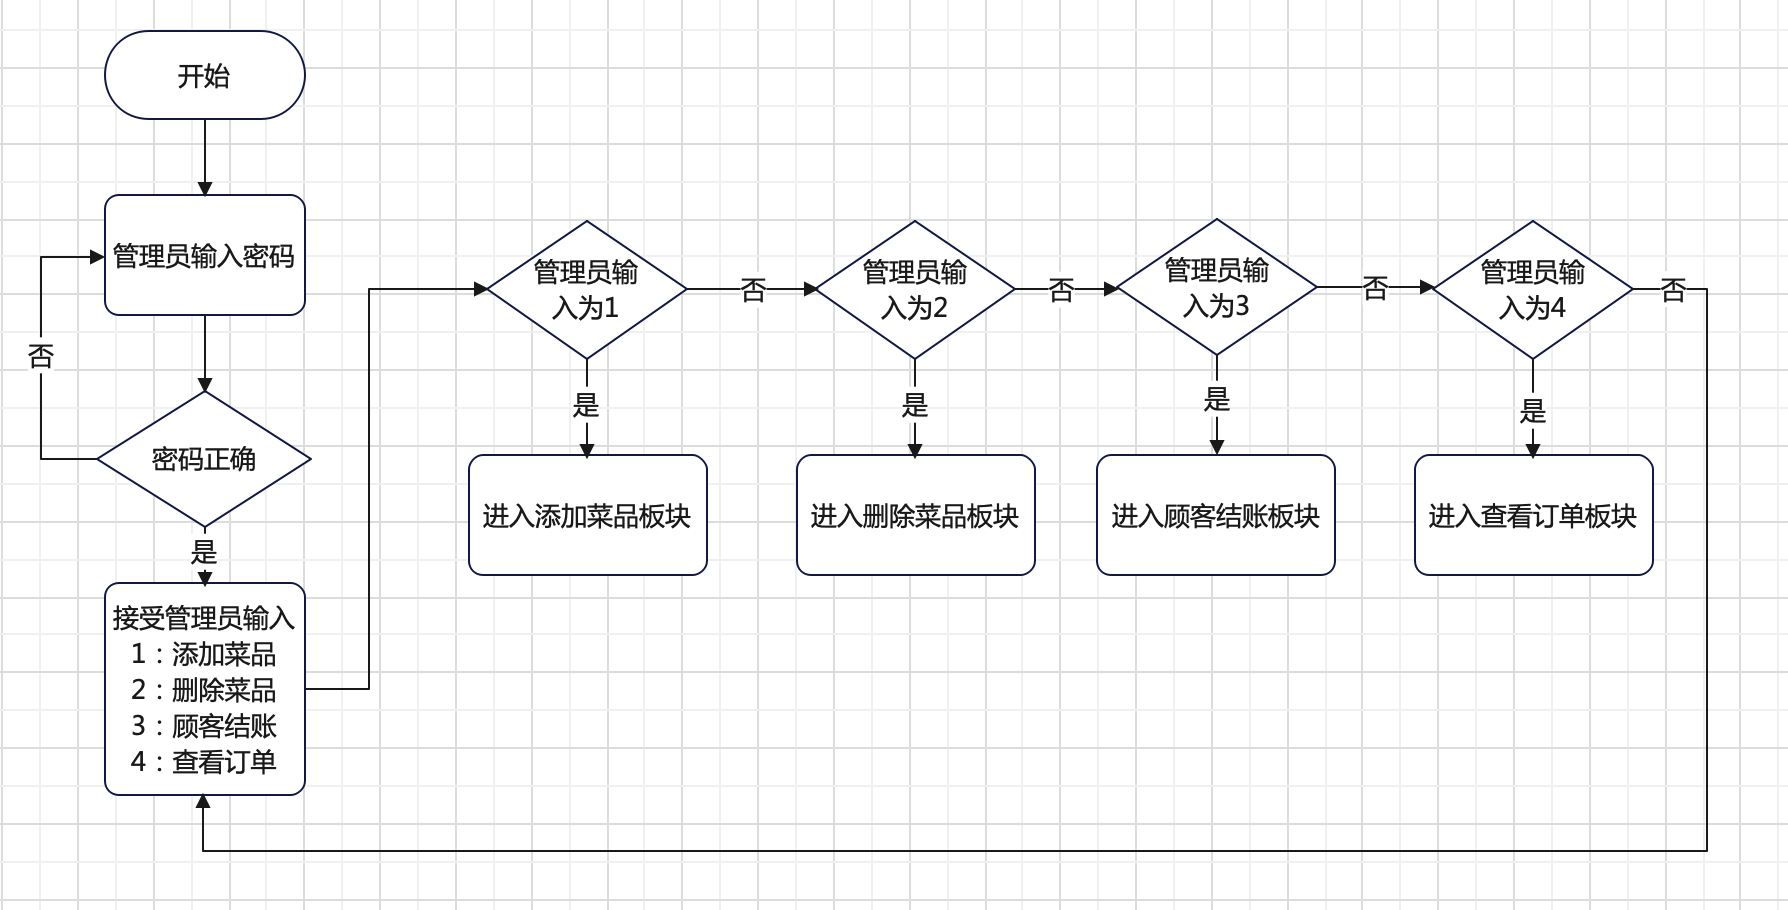 开始
管理员输入密码
否
密码正确
是
接受管理员输入
1：添加菜品
2：删除菜品
3：顾客结账
4：查看订单
管理员输
入为1
否
管理员输
入为2
否
管理员输
入为3
否
管理员输
入为4
否
是
是
是
是
进入添加菜品板块
进入删除菜品板块
进入顾客结账板块
进入查看订单板块